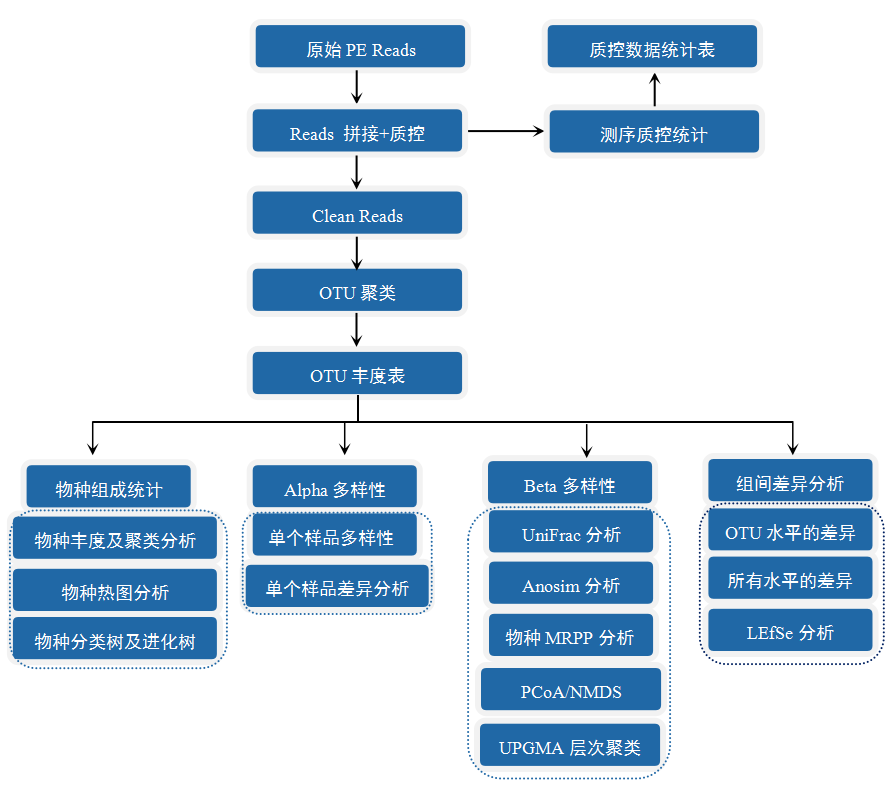 原始 PE Reads
质控数据统计表
Reads 拼接+质控
测序质控统计
Clean Reads
OTU 聚类
OTU 丰度表
物种组成统计
物种丰度及聚类分析
物种热图分析
物种分类树及进化树
Alpha 多样性
单个样品多样性
单个样品差异分析
Beta 多样性
UniFrac 分析
Anosim 分析
物种 MRPP 分析
PCoA/NMDS
UPGMA 层次聚类
组间差异分析
OTU 水平的差异
所有水平的差异
LEfSe 分析